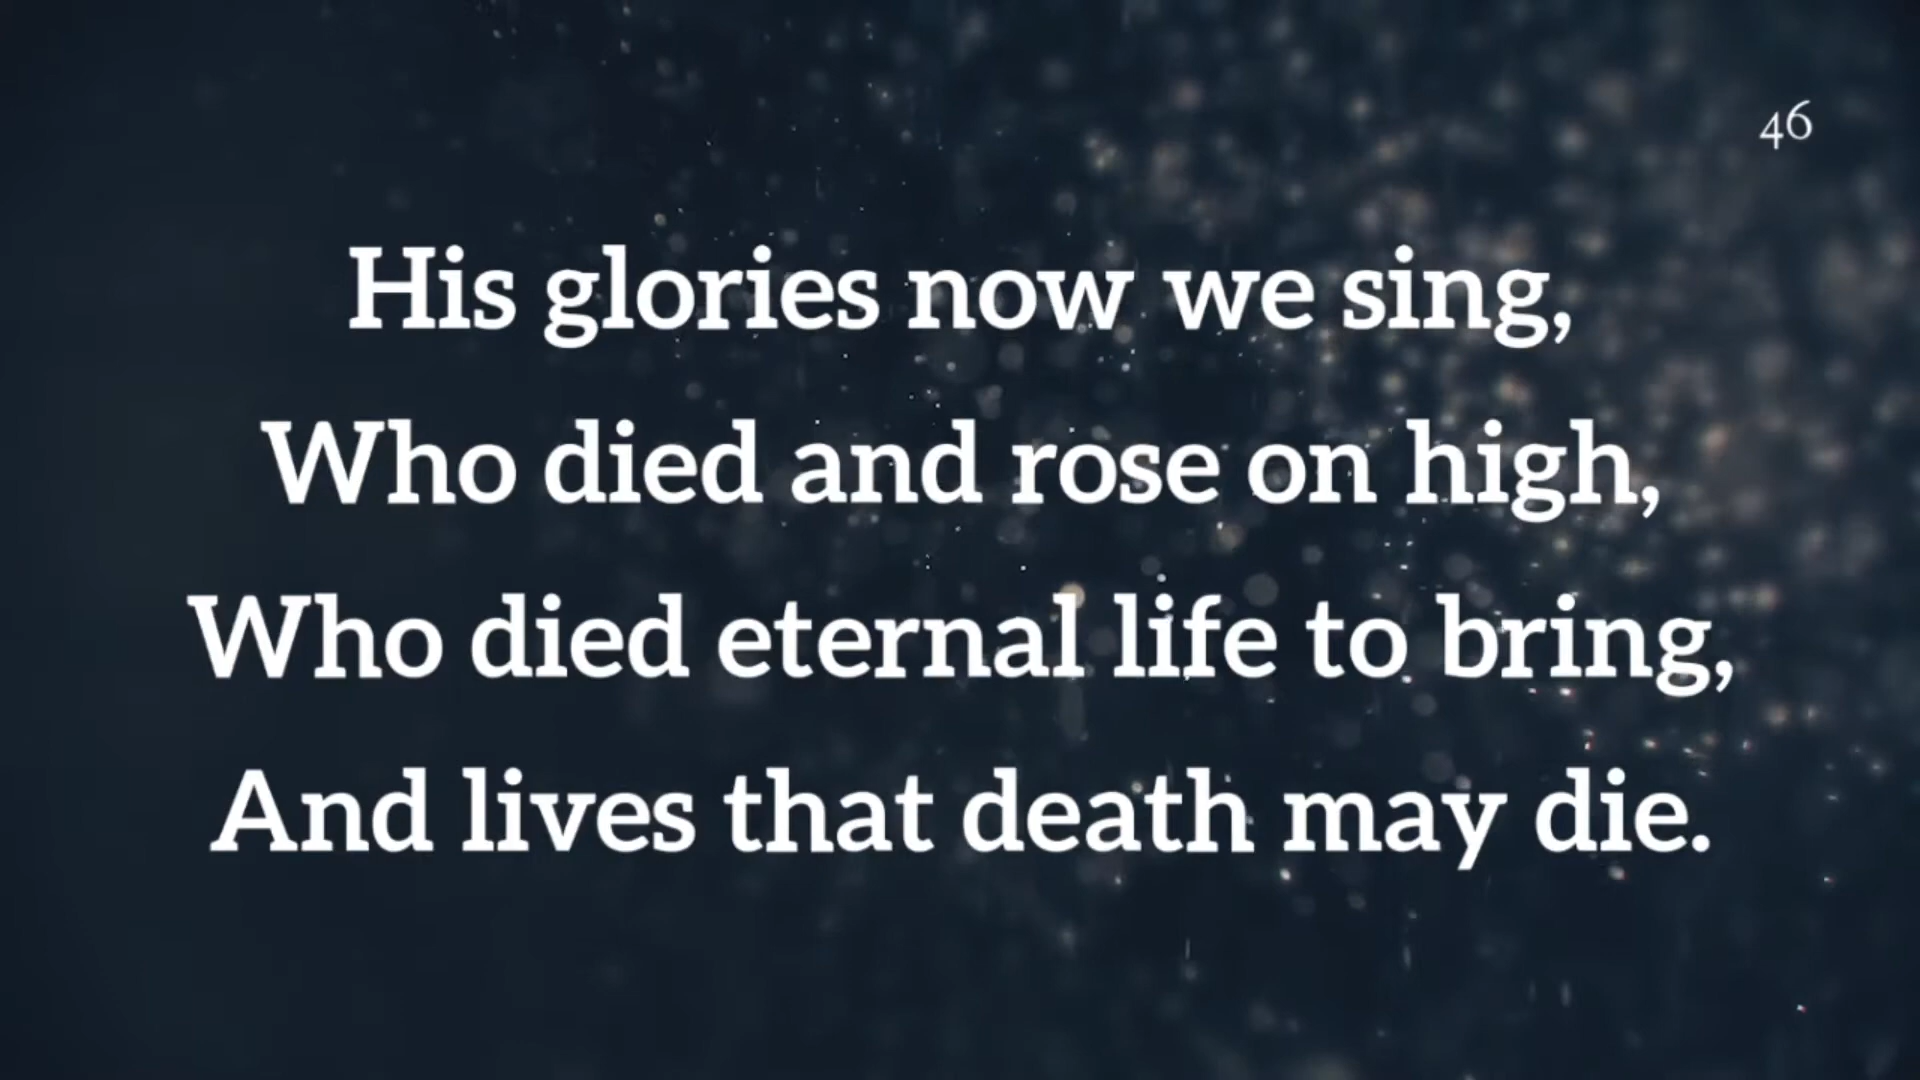 46
His glories now we sing,
Who died and rose on high,
Who died eternal life to bring,
And lives that death may die.